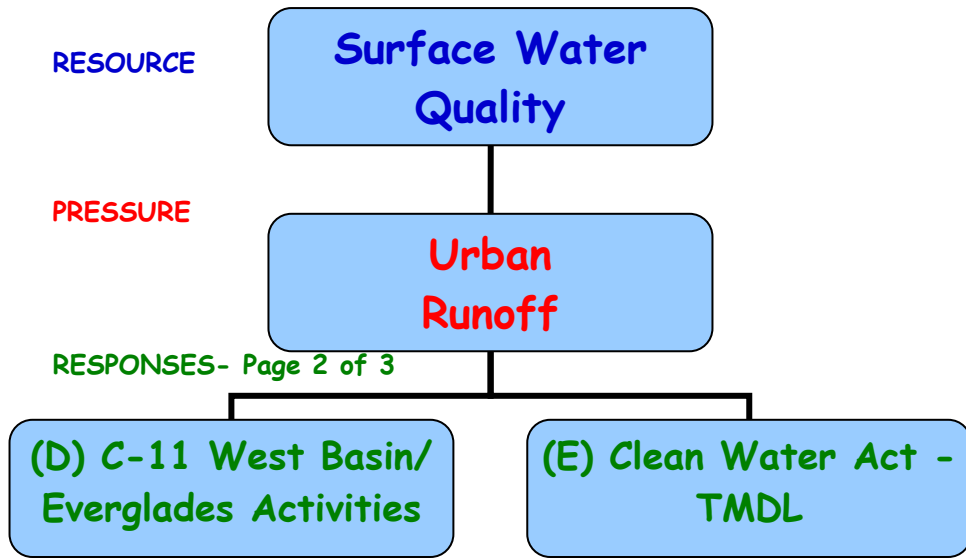 RESOURCE
Surface Water
Quality
PRESSURE
Urban
Runoff
RESPONSES- Page 2 of 3
(D) C-11 West Basin/
Everglades Activities
(E) Clean Water Act -
TMDL